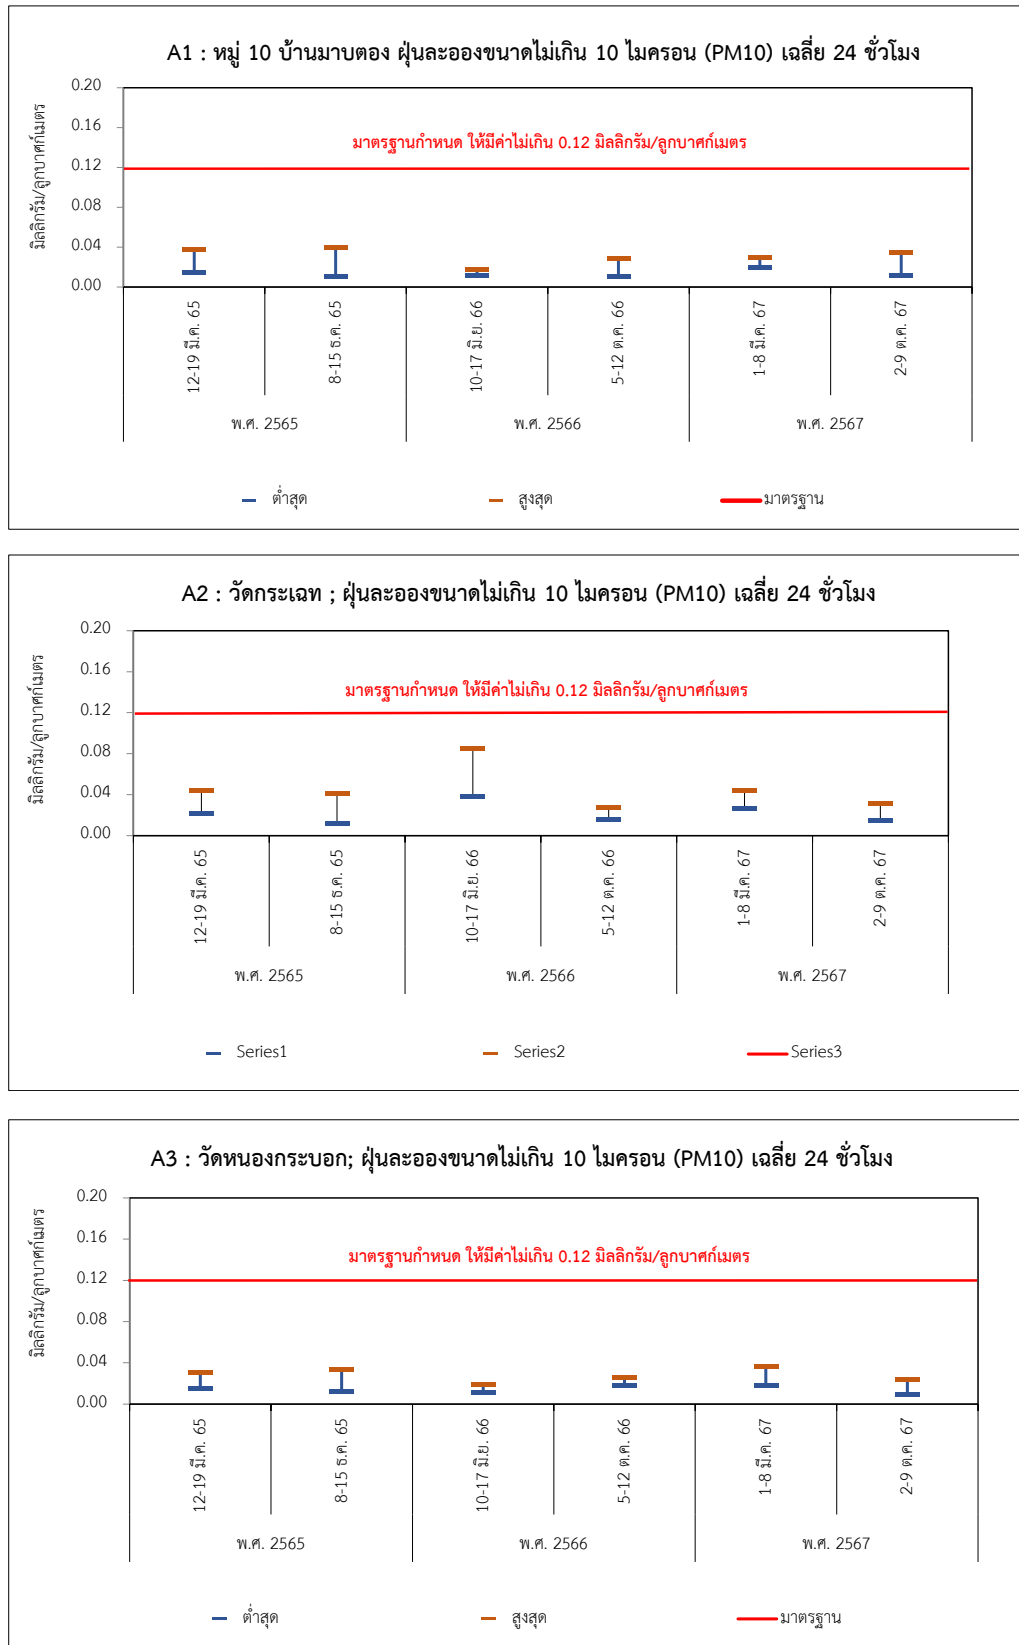 A1 : หมู่ 10 บ้านมาบตอง ฝุ่นละอองขนาดไม่เกิน 10 ไมครอน (PM10) เฉลี่ย 24 ชั่วโมง
มิลลิกรัม/ลูกบาศก์เมตร
0.20
0.16
0.12
0.08
0.04
0.00
มาตรฐานกำหนด ให้มีค่าไม่เกิน 0.12 มิลลิกรัม/ลูกบาศก์เมตร
12-19 มี.ค. 65
8-15 ธ.ค. 65
10-17 มิ.ย. 66
5-12 ต.ค. 66
1-8 มี.ค. 67
2-9 ต.ค. 67
พ.ศ. 2565
พ.ศ. 2566
พ.ศ. 2567
ต่ำสุด
สูงสุด
มาตรฐาน
A2 : วัดกระเฉท ; ฝุ่นละอองขนาดไม่เกิน 10 ไมครอน (PM10) เฉลี่ย 24 ชั่วโมง
มิลลิกรัม/ลูกบาศก์เมตร
0.20
0.16
0.12
0.08
0.04
0.00
มาตรฐานกำหนด ให้มีค่าไม่เกิน 0.12 มิลลิกรัม/ลูกบาศก์เมตร
12-19 มี.ค. 65
8-15 ธ.ค. 65
10-17 มิ.ย. 66
5-12 ต.ค. 66
1-8 มี.ค. 67
2-9 ต.ค. 67
พ.ศ. 2565
พ.ศ. 2566
พ.ศ. 2567
Series1
Series2
Series3
A3 : วัดหนองกระบอก; ฝุ่นละอองขนาดไม่เกิน 10 ไมครอน (PM10) เฉลี่ย 24 ชั่วโมง
มิลลิกรัม/ลูกบาศก์เมตร
0.20
0.16
0.12
0.08
0.04
0.00
มาตรฐานกำหนด ให้มีค่าไม่เกิน 0.12 มิลลิกรัม/ลูกบาศก์เมตร
12-19 มี.ค. 65
8-15 ธ.ค. 65
10-17 มิ.ย. 66
5-12 ต.ค. 66
1-8 มี.ค. 67
2-9 ต.ค. 67
พ.ศ. 2565
พ.ศ. 2566
พ.ศ. 2567
ต่ำสุด
สูงสุด
มาตรฐาน